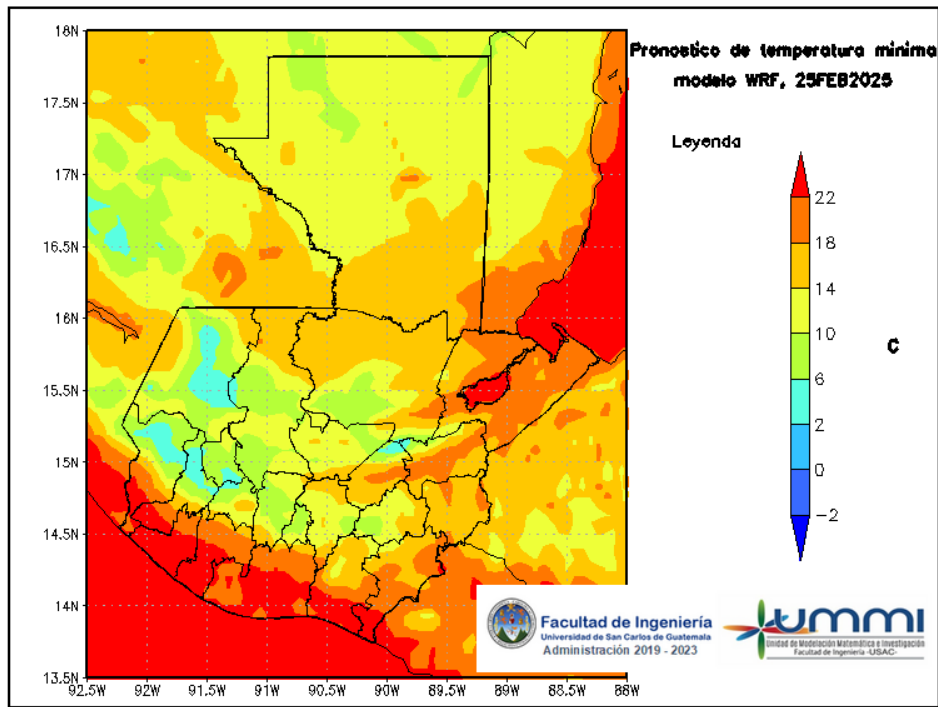 18N
17.5N
17N
16.5N
16N
15.5N
15N
14.5N
14N
13.5N
92.5W 92W 91.5W 91W 90.5W 90W 89.5W 89W 88.5W 88W
Pronostico de temperatura minima
modelo WRF, 25FEB2025
Leyenda
22
18
14
10
6
2
0
-2
C
Facultad de Ingeniería
Universidad de San Carlos de Guatemala
Administración 2019 - 2023
ummi
Unidad de Modelación Matemática e Investigación
Facultad de Ingeniería -USAC-